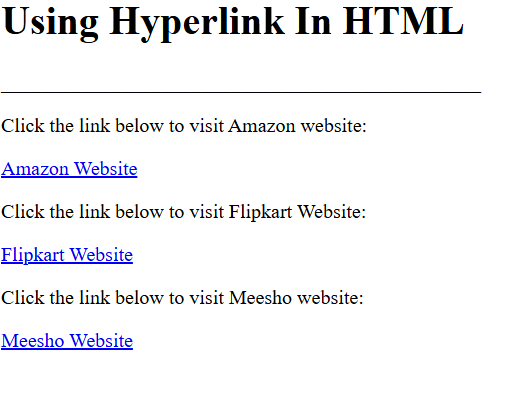 Using Hyperlink In HTML
________________________________________________
Click the link below to visit Amazon website:
Amazon Website
Click the link below to visit Flipkart Website:
Flipkart Website
Click the link below to visit Meesho website:
Meesho Website